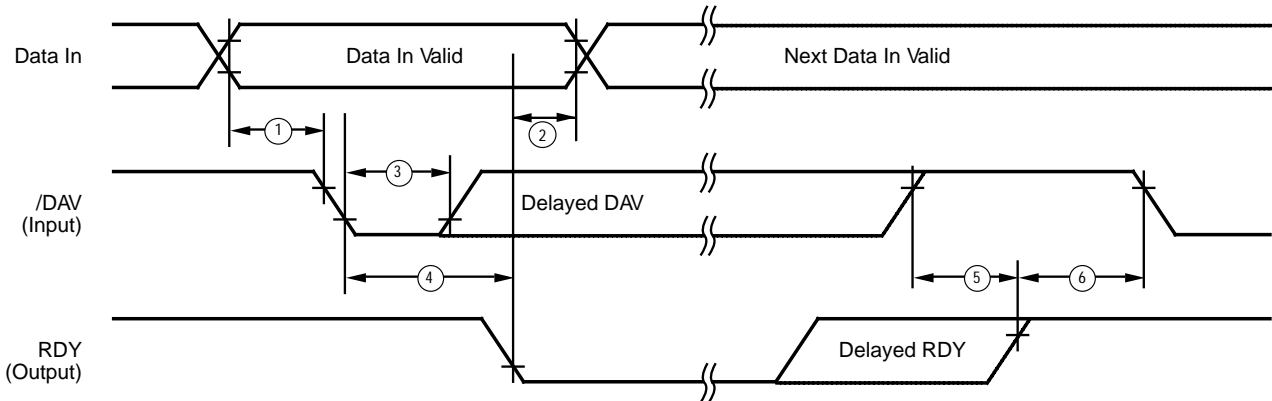 Data In
Data In Valid
Next Data In Valid
1
2
3
/DAV
(Input)
Delayed DAV
4
5
6
RDY
(Output)
Delayed RDY